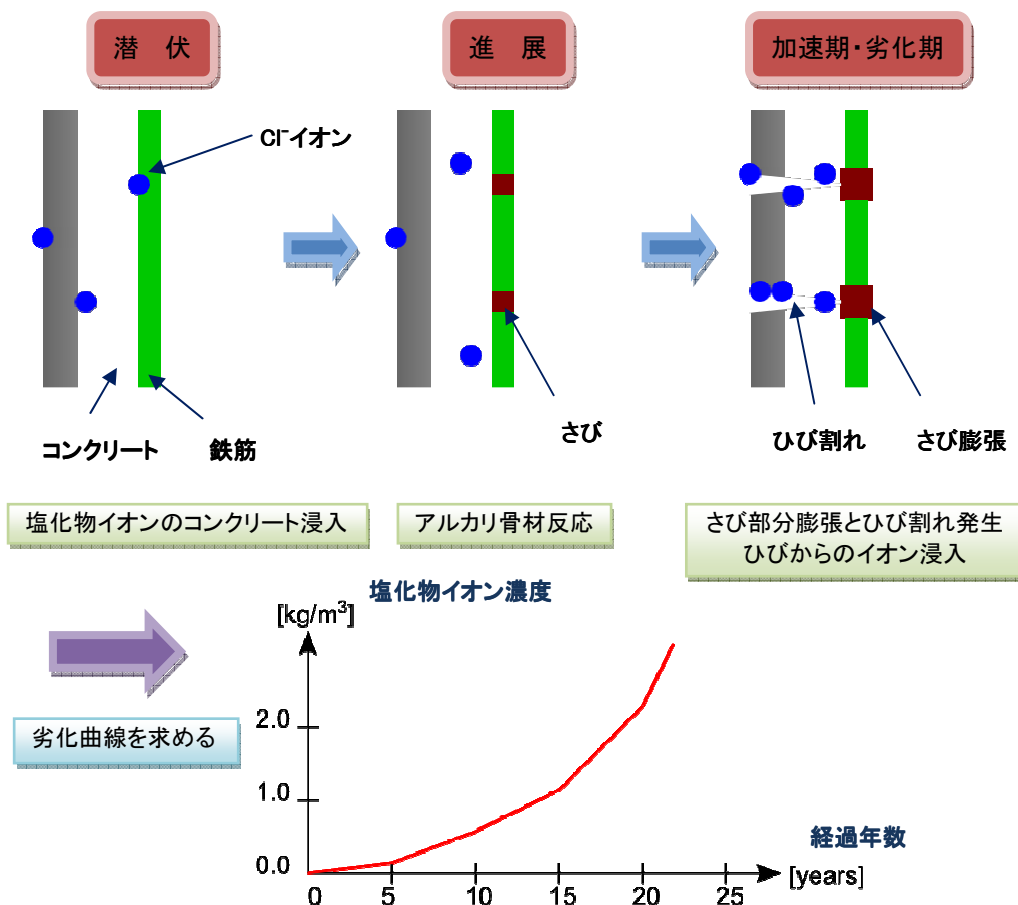 潜 伏
進 展
加速期・劣化期
Cl⁻イオン
コンクリート
鉄筋
さび
ひび割れ
さび膨張
塩化物イオンのコンクリート浸入
アルカリ骨材反応
さび部分膨張とひび割れ発生
ひびからのイオン浸入
塩化物イオン濃度
[kg/m³]
劣化曲線を求める
2.0
1.0
0.0
経過年数
[years]
0 5 10 15 20 25